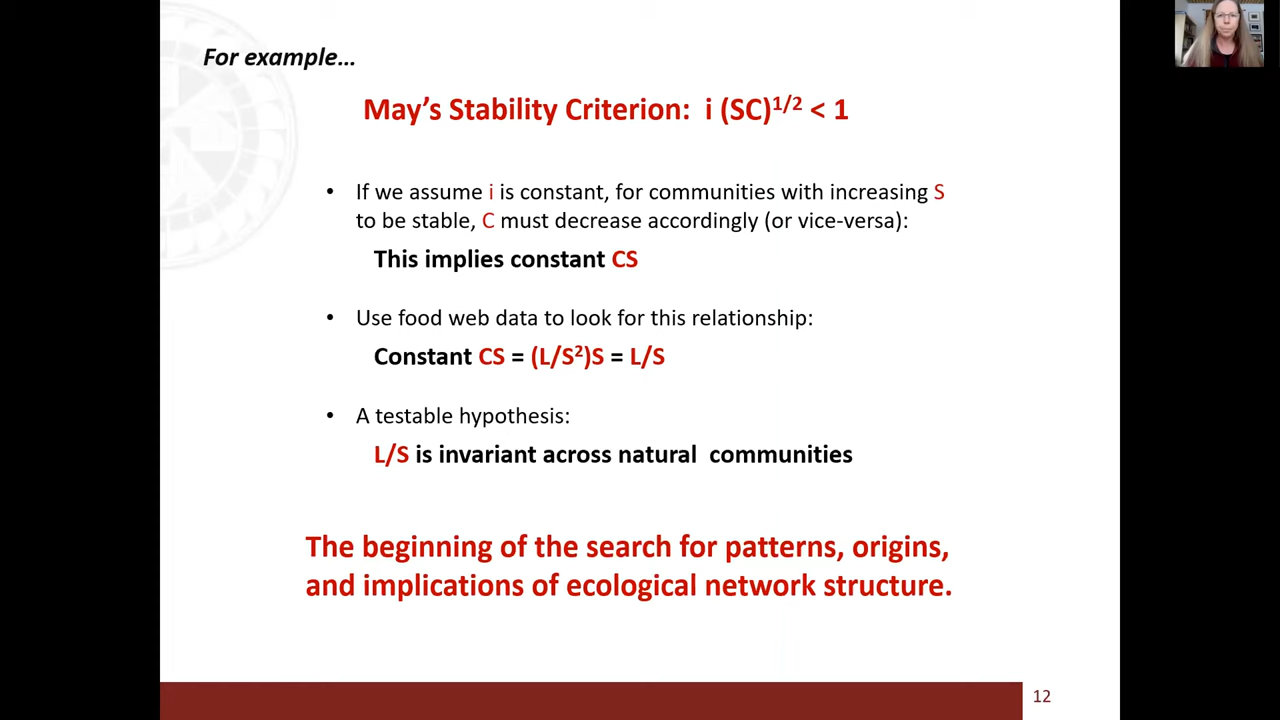 For example…
May’s Stability Criterion:  i (SC)¹/² < 1
• If we assume i is constant, for communities with increasing S
to be stable, C must decrease accordingly (or vice-versa):
This implies constant CS
• Use food web data to look for this relationship:
Constant CS = (L/S²)S = L/S
• A testable hypothesis:
L/S is invariant across natural  communities
The beginning of the search for patterns, origins,
and implications of ecological network structure.
12